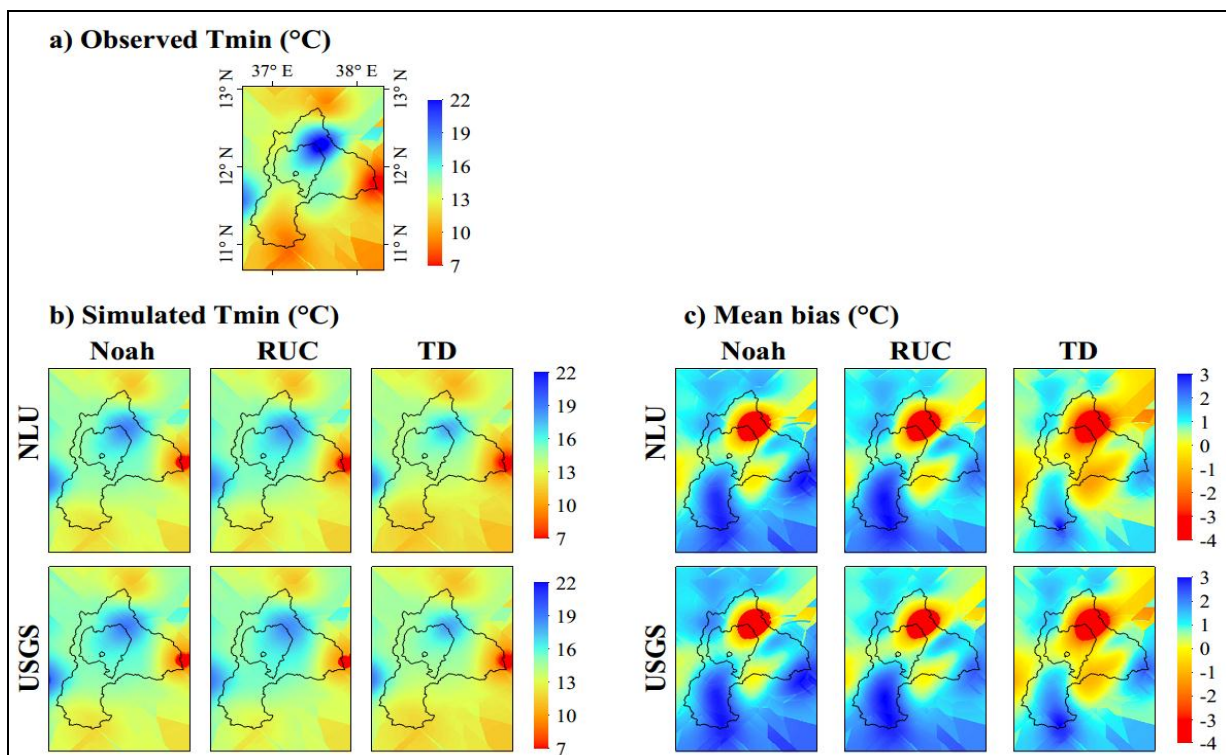 a) Observed Tmin (°C)
37° E 38° E
13° N 13° N
12° N 12° N
11° N 11° N
22
19
16
13
10
7
b) Simulated Tmin (°C)
c) Mean bias (°C)
Noah RUC TD
Noah RUC TD
NLU
22
19
16
13
10
7
NLU
3
2
1
0
-1
-2
-3
-4
USGS
22
19
16
13
10
7
USGS
3
2
1
0
-1
-2
-3
-4